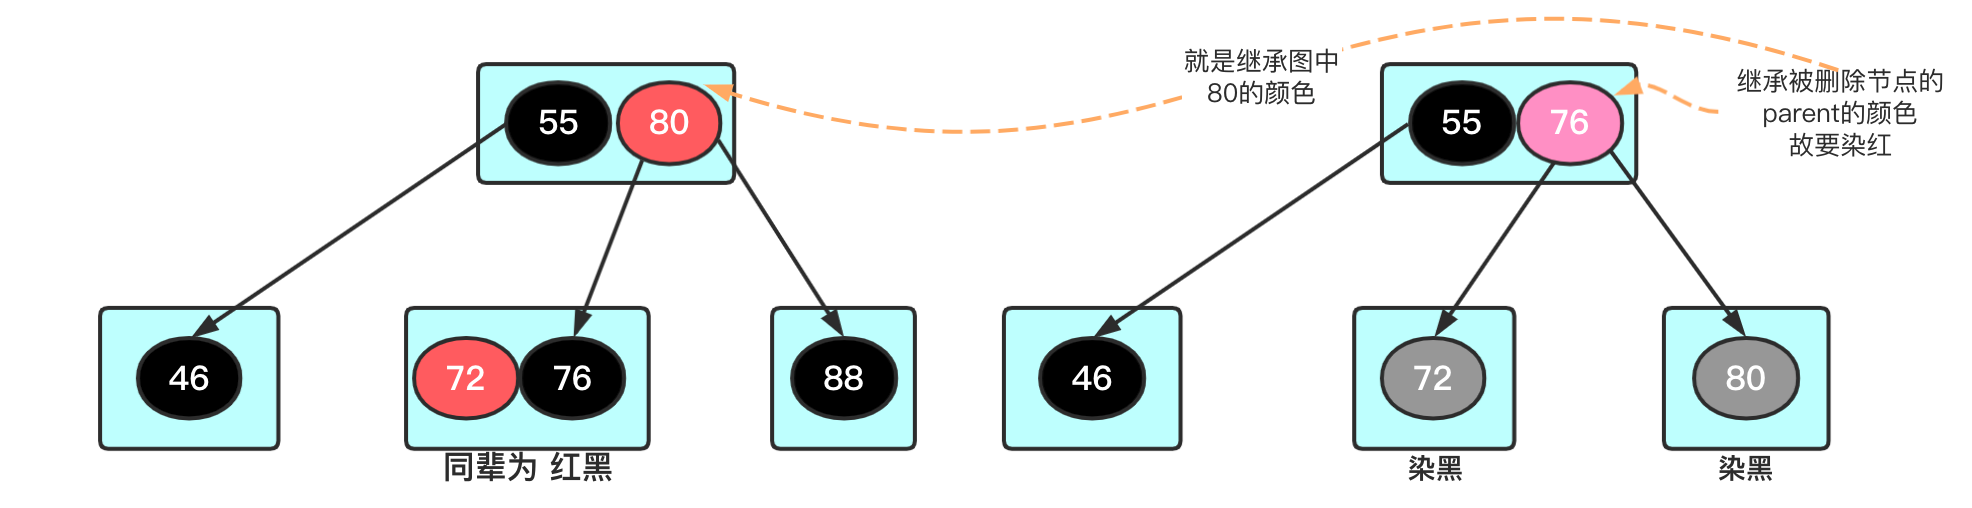 就是继承图中
80的颜色
继承被删除节点的
parent的颜色
故要染红
55 80
55 76
46
72 76
88
46
72
80
同辈为 红黑
染黑
染黑